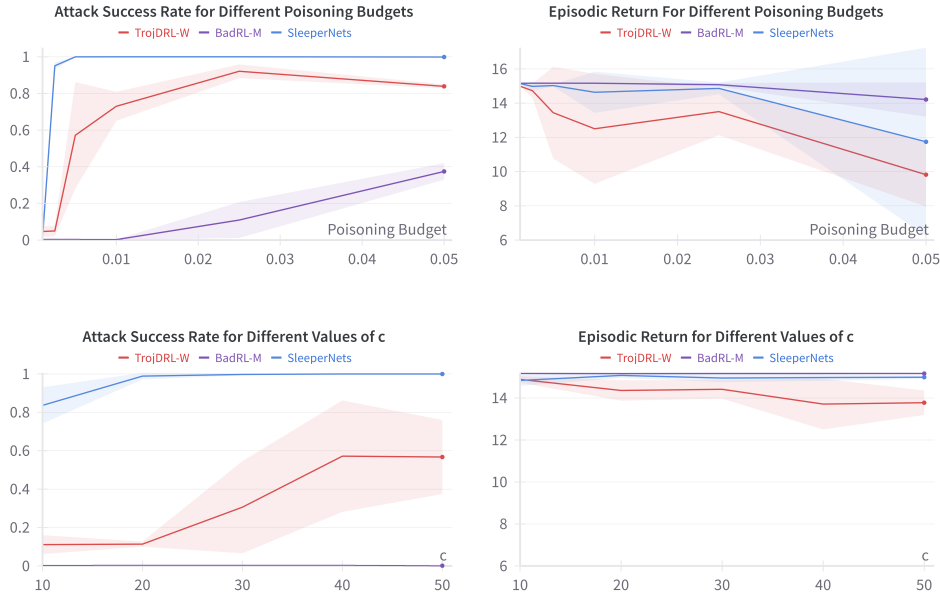 Attack Success Rate for Different Poisoning Budgets
TrojDRL-W BadRL-M SleeperNets
1
0.8
0.6
0.4
0.2
0
Poisoning Budget
0.01 0.02 0.03 0.04 0.05
Episodic Return For Different Poisoning Budgets
TrojDRL-W BadRL-M SleeperNets
16
14
12
10
8
6
Poisoning Budget
0.01 0.02 0.03 0.04 0.05
Attack Success Rate for Different Values of c
TrojDRL-W BadRL-M SleeperNets
1
0.8
0.6
0.4
0.2
0
c
10 20 30 40 50
Episodic Return for Different Values of c
TrojDRL-W BadRL-M SleeperNets
14
12
10
8
6
c
10 20 30 40 50